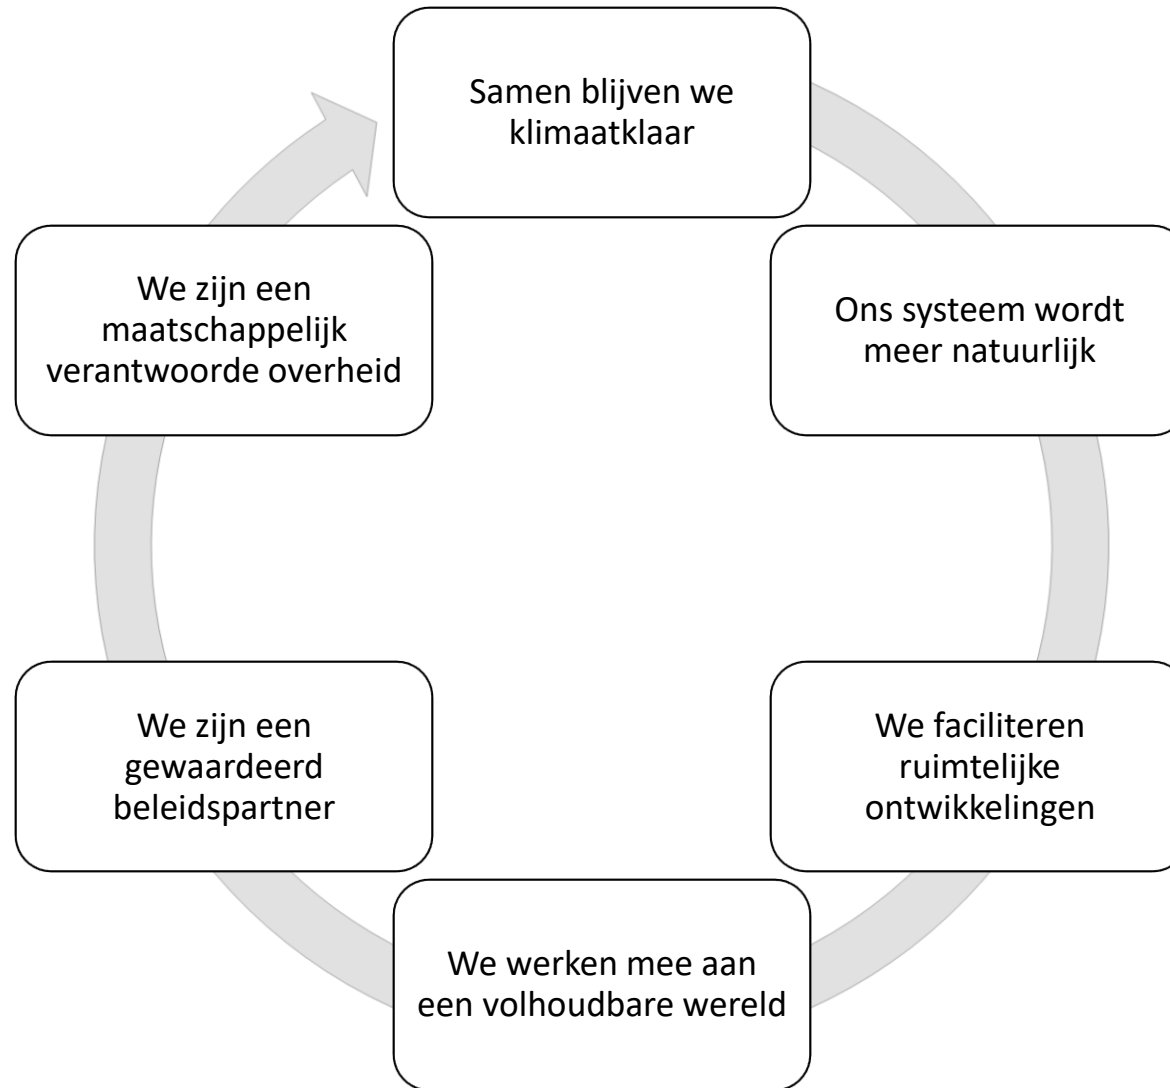 Samen blijven we
klimaatklaar
Ons systeem wordt
meer natuurlijk
We faciliteren
ruimtelijke
ontwikkelingen
We werken mee aan
een volhoudbare wereld
We zijn een
gewaardeerd
beleidspartner
We zijn een
maatschappelijk
verantwoorde overheid